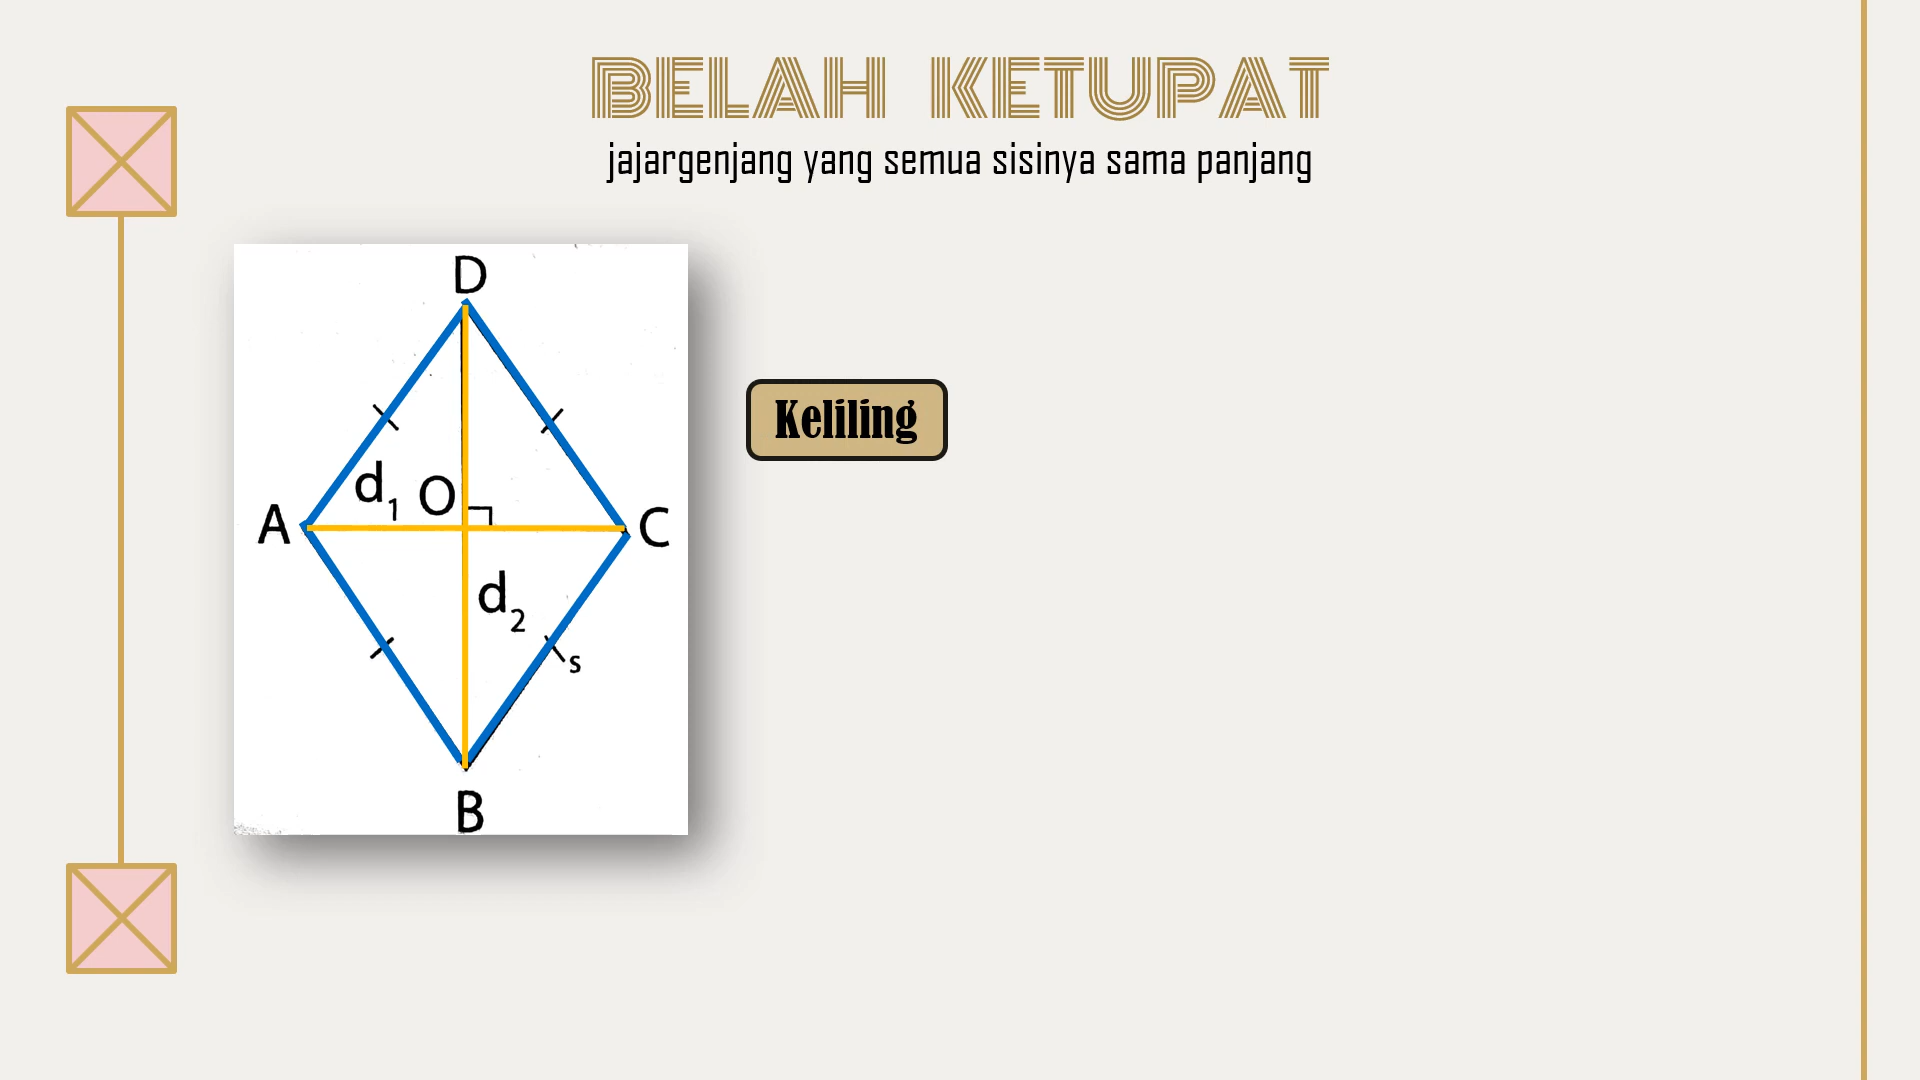 BELAH KETUPAT
jajargenjang yang semua sisinya sama panjang
D
Keliling
d₁ O
A
C
d₂
s
B